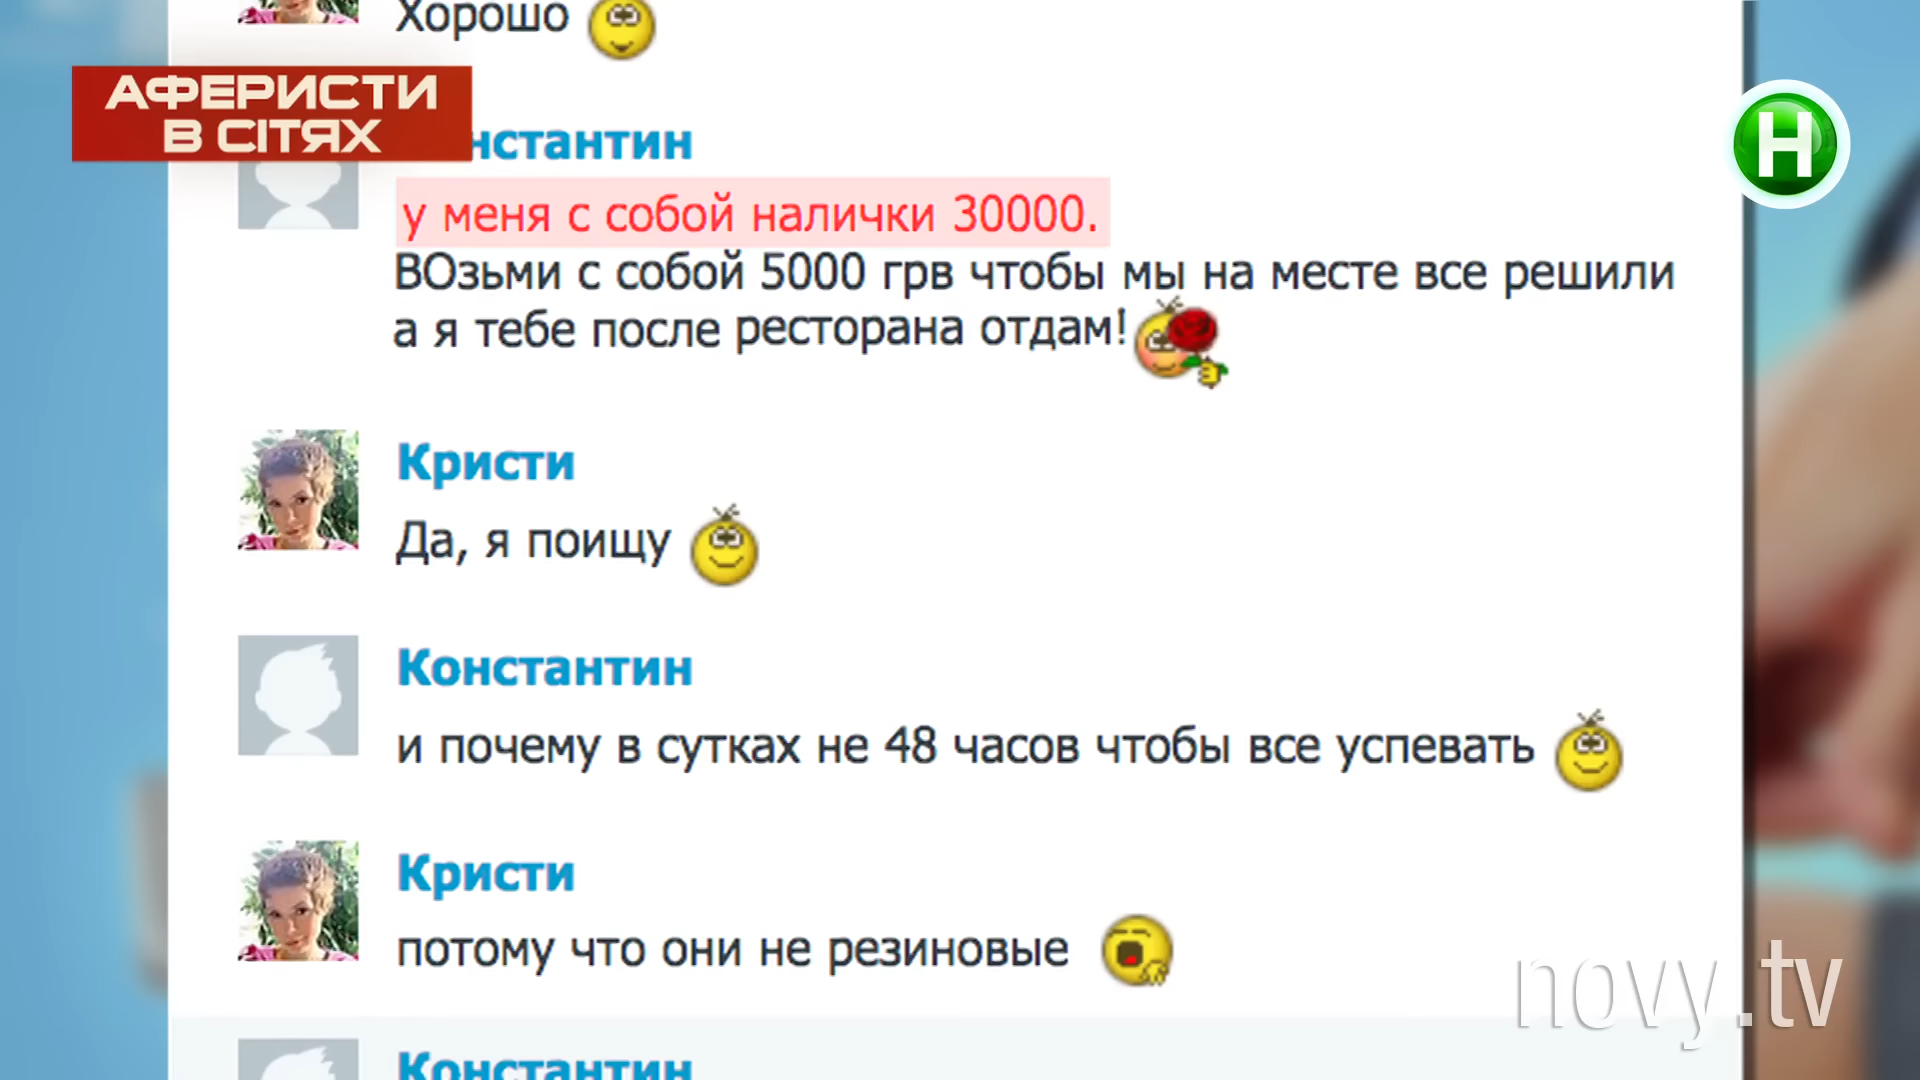 Хорошо
АФЕРИСТИ
В СІТЯХ
нстантин
у меня с собой налички 30000.
ВОзьми с собой 5000 грв чтобы мы на месте все решили
а я тебе после ресторана отдам!
Кристи
Да, я поищу
Константин
и почему в сутках не 48 часов чтобы все успевать
Кристи
потому что они не резиновые
Константин
Н
novy.tv